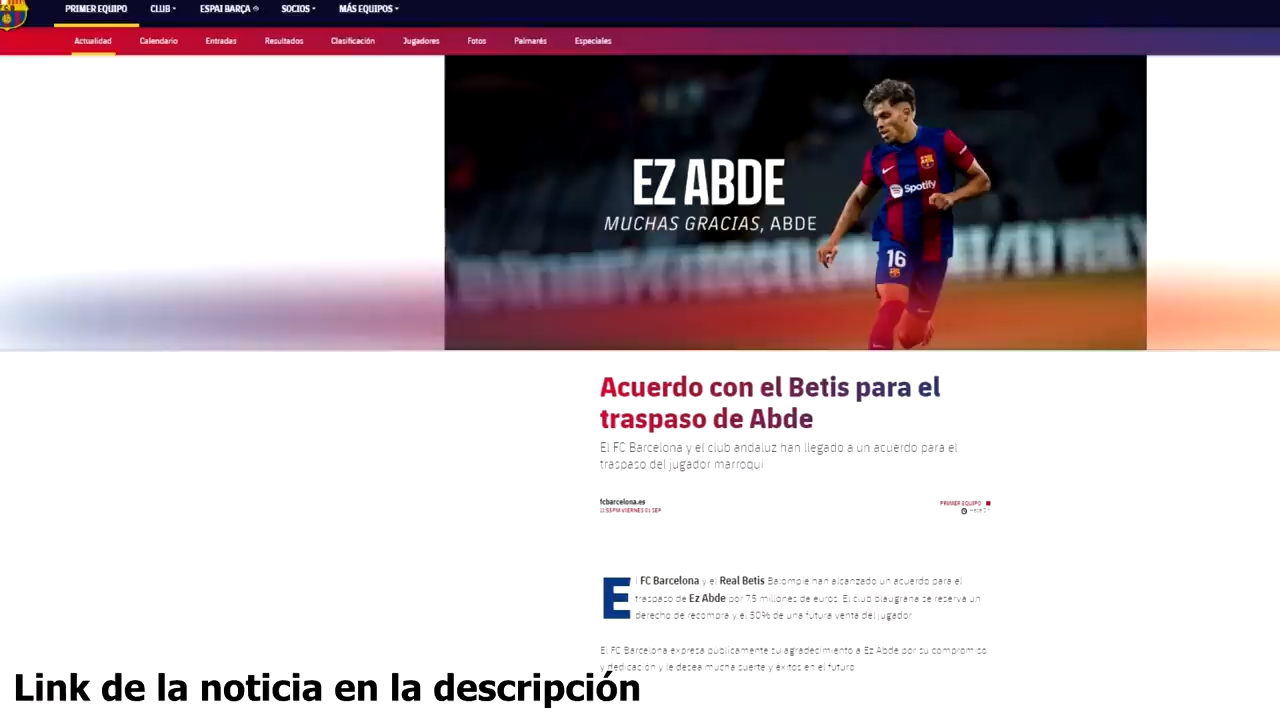 PRIMER EQUIPO CLUB ESPAI BARÇA SOCIOS MÁS EQUIPOS
Actualidad Calendario Entradas Resultados Clasificación Jugadores Fotos Palmarés Especiales
EZ ABDE
MUCHAS GRACIAS, ABDE
Spotify
16
Acuerdo con el Betis para el
traspaso de Abde
El FC Barcelona y el club andaluz han llegado a un acuerdo para el
traspaso del jugador marroquí
fcbarcelona.es
11:55PM VIERNES 01 SEP
PRIMER EQUIPO
El FC Barcelona y el Real Betis Balompié han alcanzado un acuerdo para el
traspaso de Ez Abde por 7,5 millones de euros. El club blaugrana se reserva un
derecho de recompra y el 50% de una futura venta del jugador
El FC Barcelona expresa públicamente su agradecimiento a Ez Abde por su compromiso
y dedicación y le desea mucha suerte y éxitos en el futuro.
Link de la noticia en la descripción